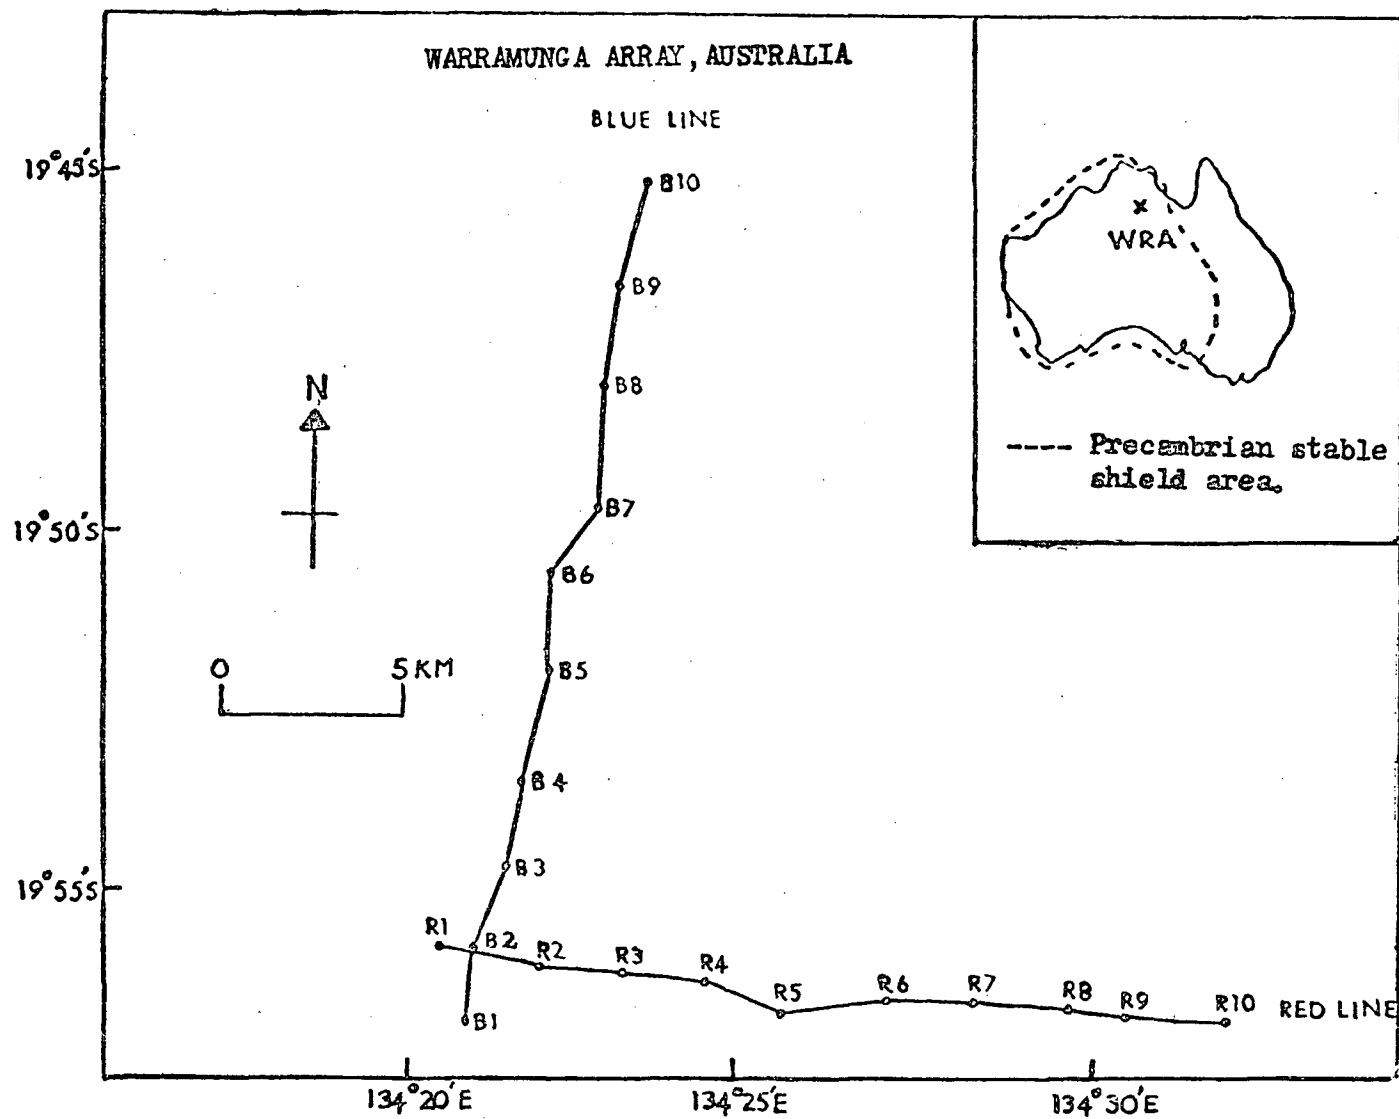 WARRAMUNGA ARRAY, AUSTRALIA
BLUE LINE
19°45'S
B10
B9
B8
N
19°50'S
B7
B6
0 5 KM
B5
B4
B3
19°55'S
R1
B2
R2
R3
R4
R5
R6
R7
R8
R9
R10
RED LINE
B1
134°20'E
134°25'E
134°30'E
x
WRA
---- Precambrian stable
shield area.